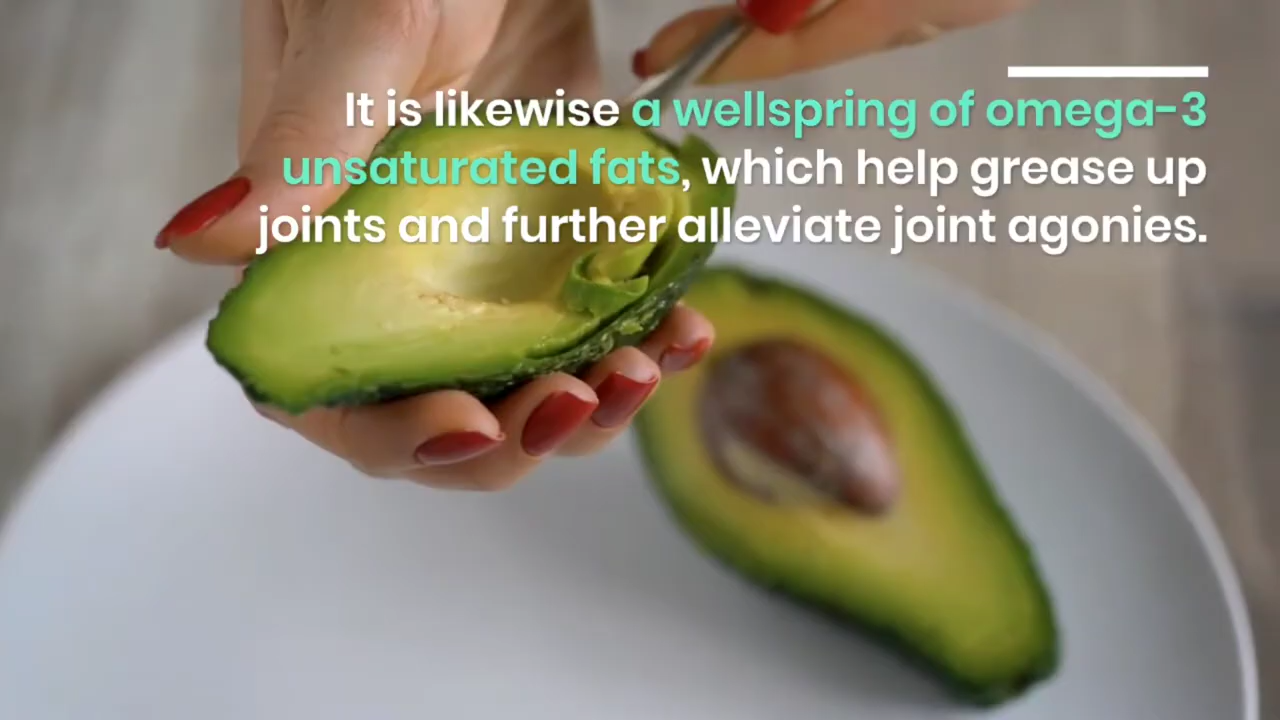 It is likewise a wellspring of omega-3
unsaturated fats, which help grease up
joints and further alleviate joint agonies.